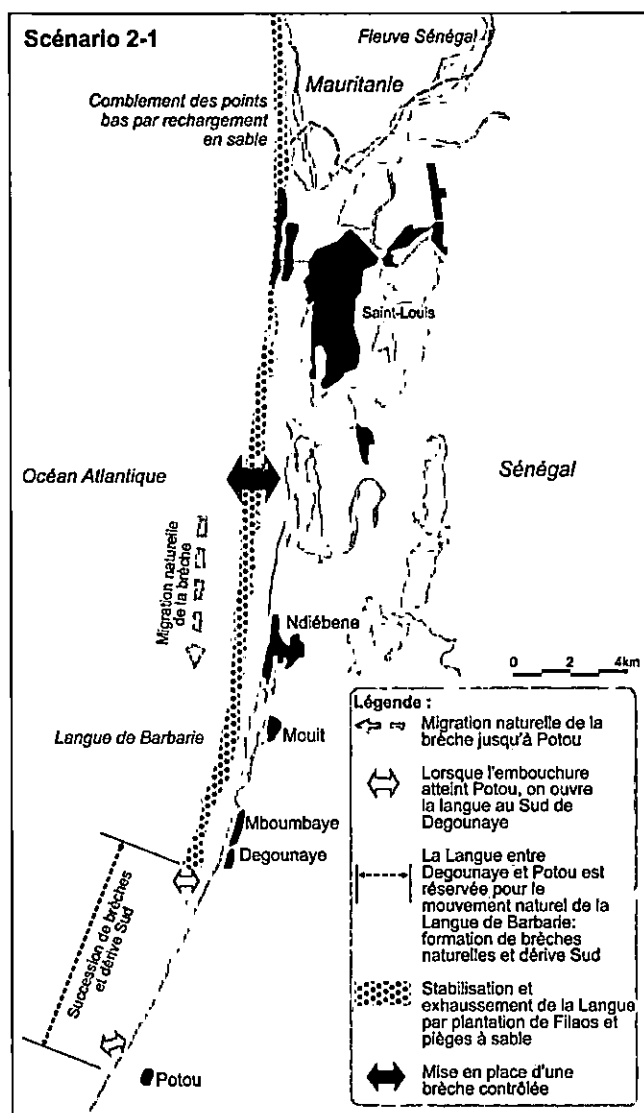 Scénario 2-1
Fleuve Sénégal
Mauritanie
Comblement des points
bas par rechargement
en sable
Saint-Louis
Océan Atlantique
Sénégal
Migration naturelle
de la brèche
Ndiébene
0 2 4km
Langue de Barbarie
Mouit
Mboumbaye
Degounaye
Succession de brèches
et dérive Sud
Potou
Légende :
Migration naturelle de la
brèche jusqu'à Potou
Lorsque l'embouchure
atteint Potou, on ouvre
la langue au Sud de
Degounaye
La Langue entre
Degounaye et Potou est
réservée pour le
mouvement naturel de la
Langue de Barbarie:
formation de brèches
naturelles et dérive Sud
Stabilisation et
exhaussement de la Langue
par plantation de Filaos et
pièges à sable
Mise en place d'une
brèche contrôlée